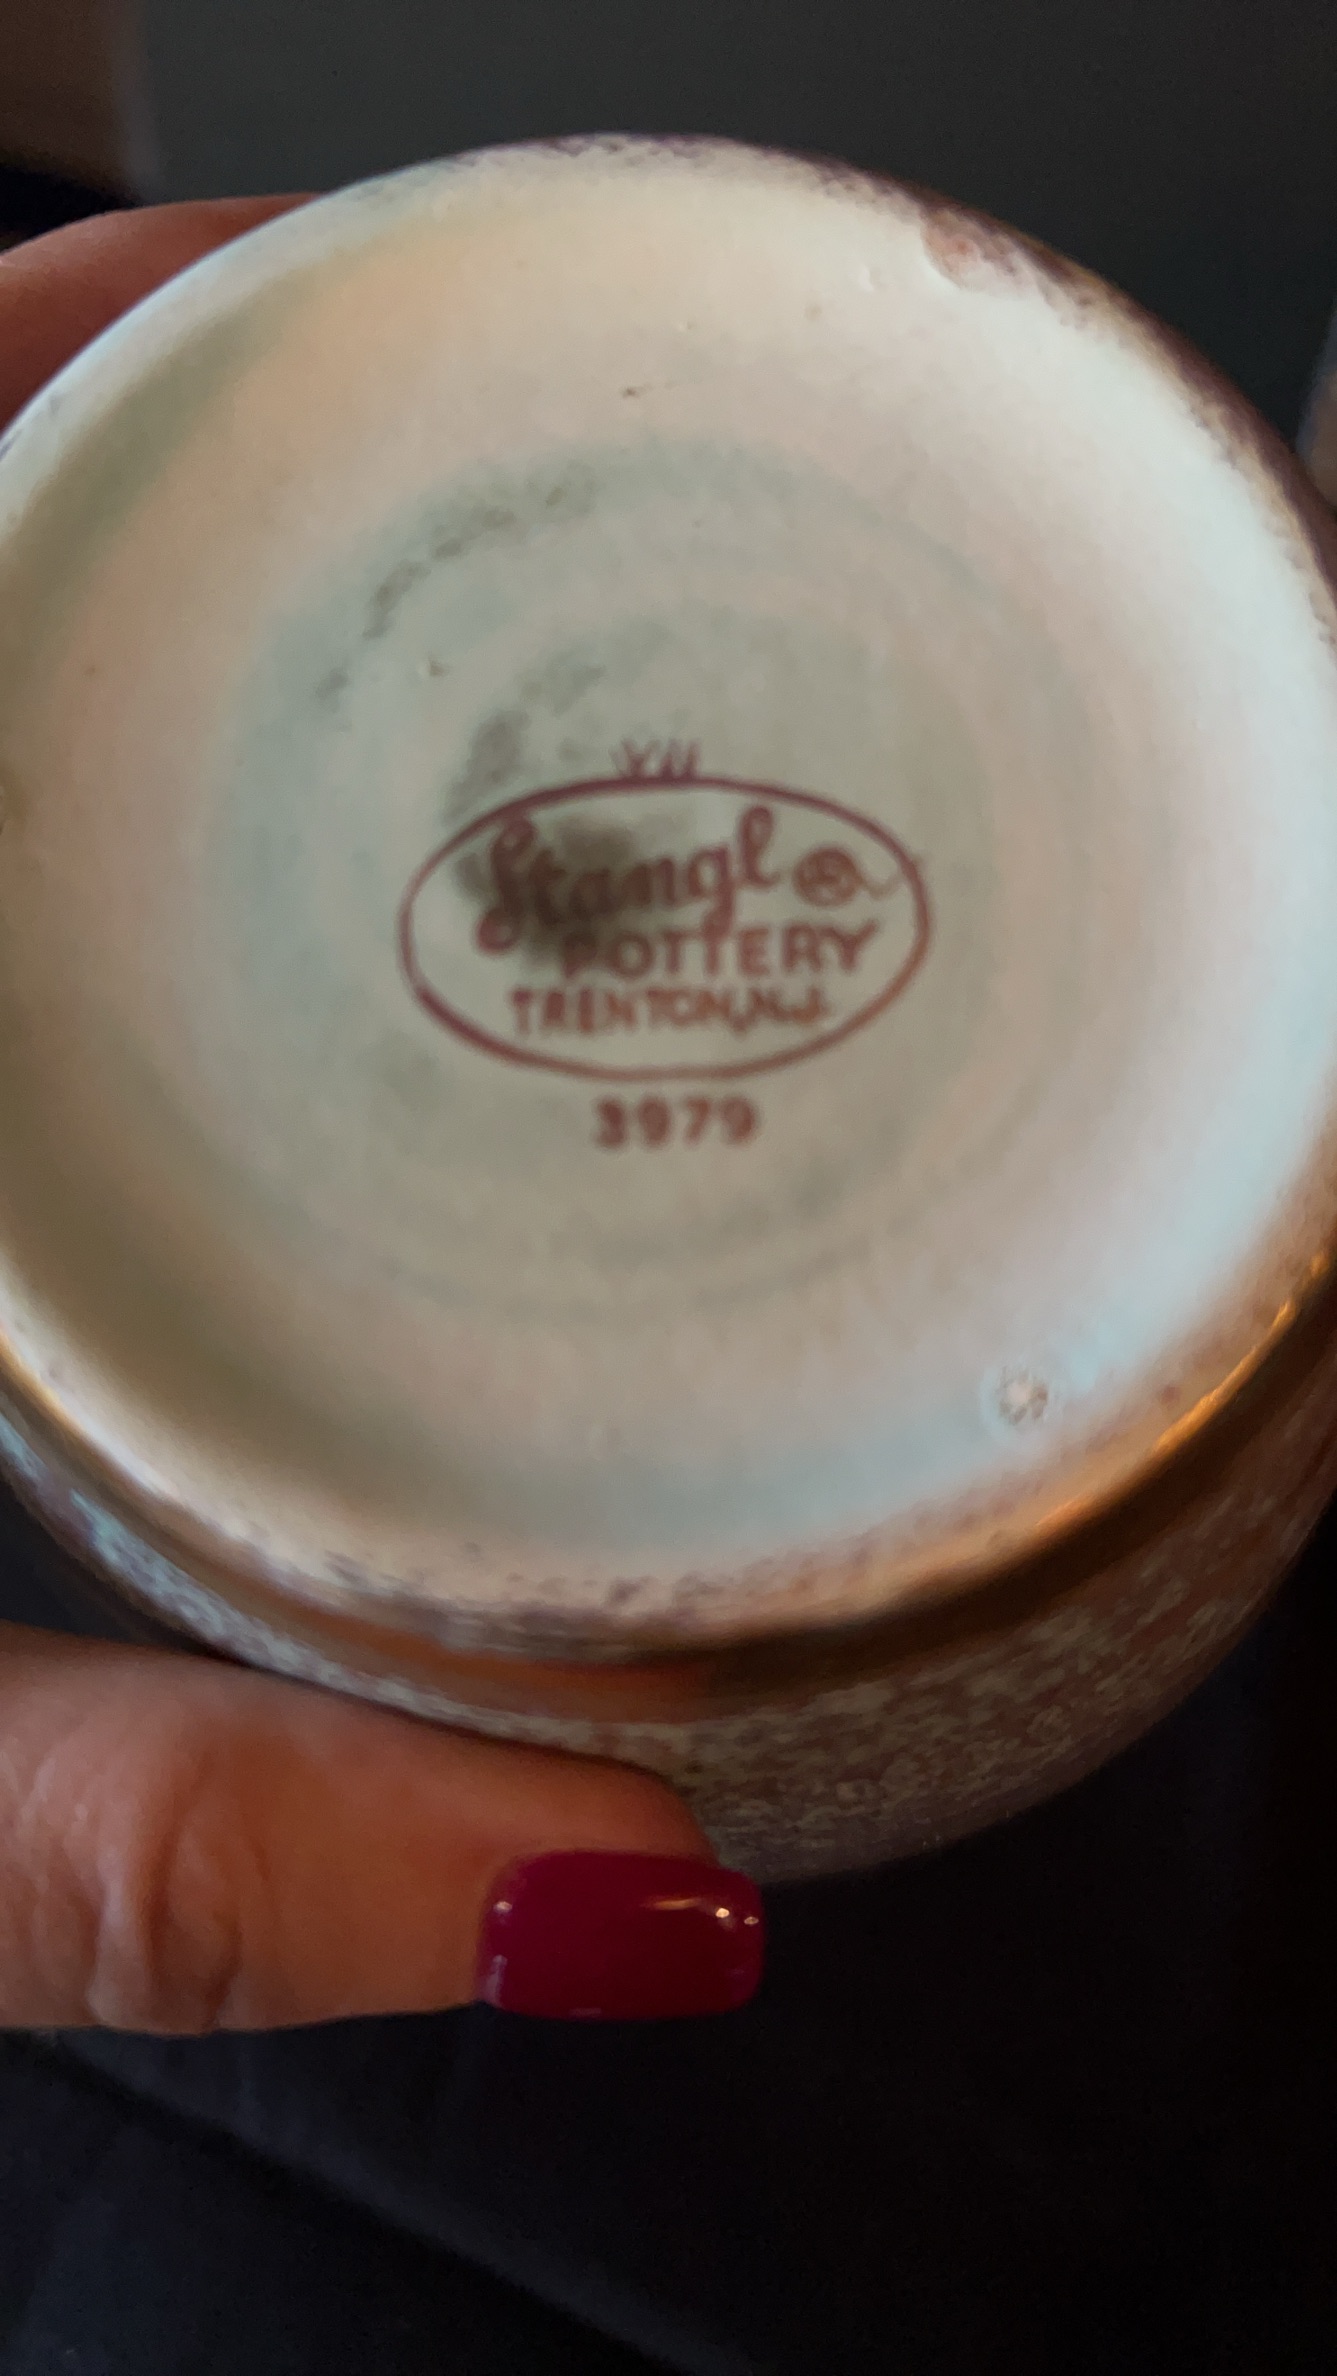 Stangl ®
POTTERY
TRENTON, N.J.
3979